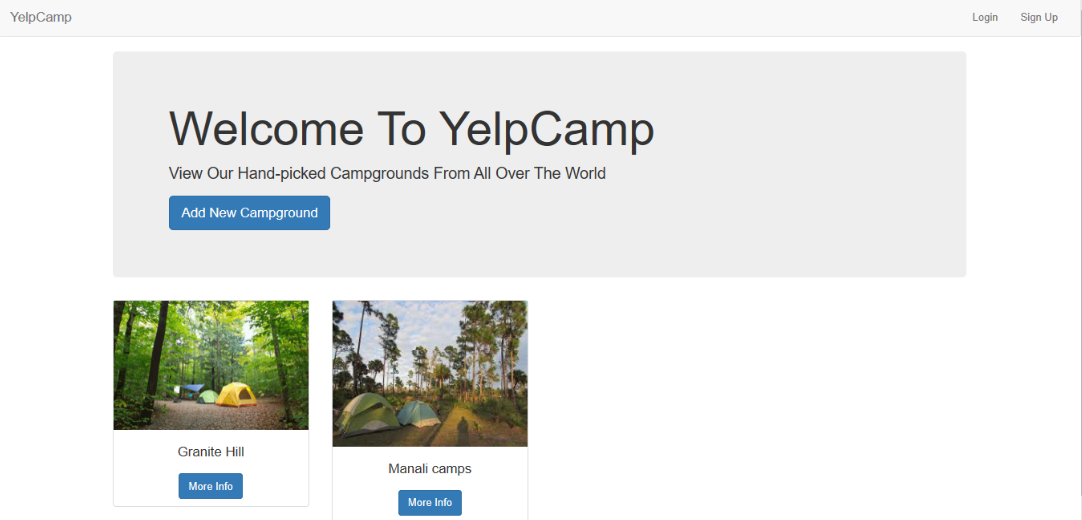 YelpCamp
Login
Sign Up
Welcome To YelpCamp
View Our Hand-picked Campgrounds From All Over The World
Add New Campground
Granite Hill
More Info
Manali camps
More Info